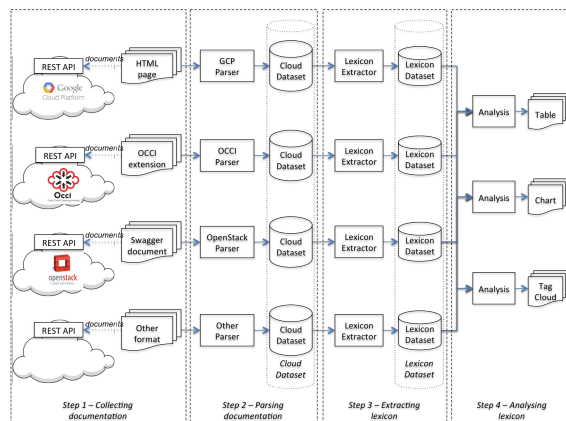 REST API
documents
HTML
page
GCP
Parser
Cloud
Dataset
Lexicon
Extractor
Lexicon
Dataset
Google
Cloud Platform
Analysis
Table
REST API
documents
OCCI
extension
OCCI
Parser
Cloud
Dataset
Lexicon
Extractor
Lexicon
Dataset
Occi
Analysis
Chart
REST API
documents
Swagger
document
OpenStack
Parser
Cloud
Dataset
Lexicon
Extractor
Lexicon
Dataset
openstack
Analysis
Tag
Cloud
REST API
documents
Other
format
Other
Parser
Cloud
Dataset
Lexicon
Extractor
Lexicon
Dataset
Cloud
Dataset
Lexicon
Dataset
Step 1 – Collecting
documentation
Step 2 – Parsing
documentation
Step 3 – Extracting
lexicon
Step 4 – Analysing
lexicon